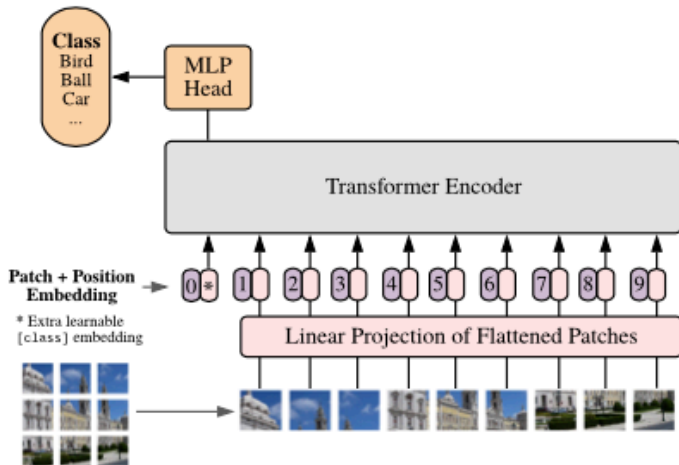 Class
Bird
Ball
Car
...
MLP
Head
Transformer Encoder
Patch + Position
Embedding
0 * 1 2 3 4 5 6 7 8 9
* Extra learnable
[class] embedding
Linear Projection of Flattened Patches